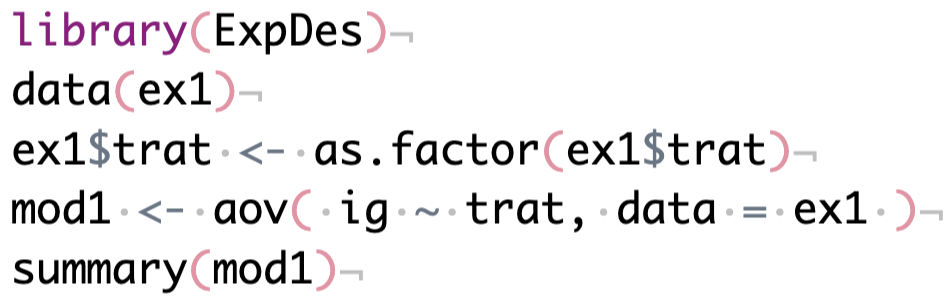 library(ExpDes)¬
data(ex1)¬
ex1$trat·<-·as.factor(ex1$trat)¬
mod1·<-·aov(·ig·~·trat,·data·=·ex1·)¬
summary(mod1)¬